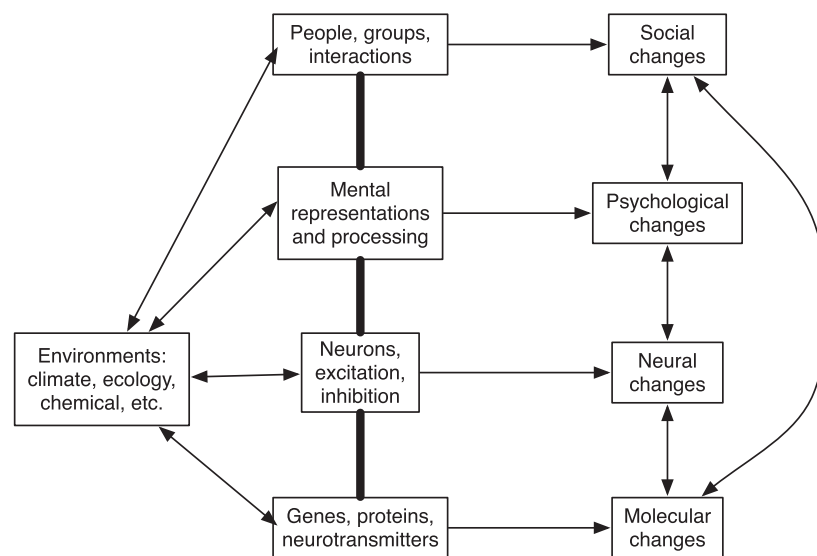 People, groups,
interactions
Social
changes
Mental
representations
and processing
Psychological
changes
Environments:
climate, ecology,
chemical, etc.
Neurons,
excitation,
inhibition
Neural
changes
Genes, proteins,
neurotransmitters
Molecular
changes